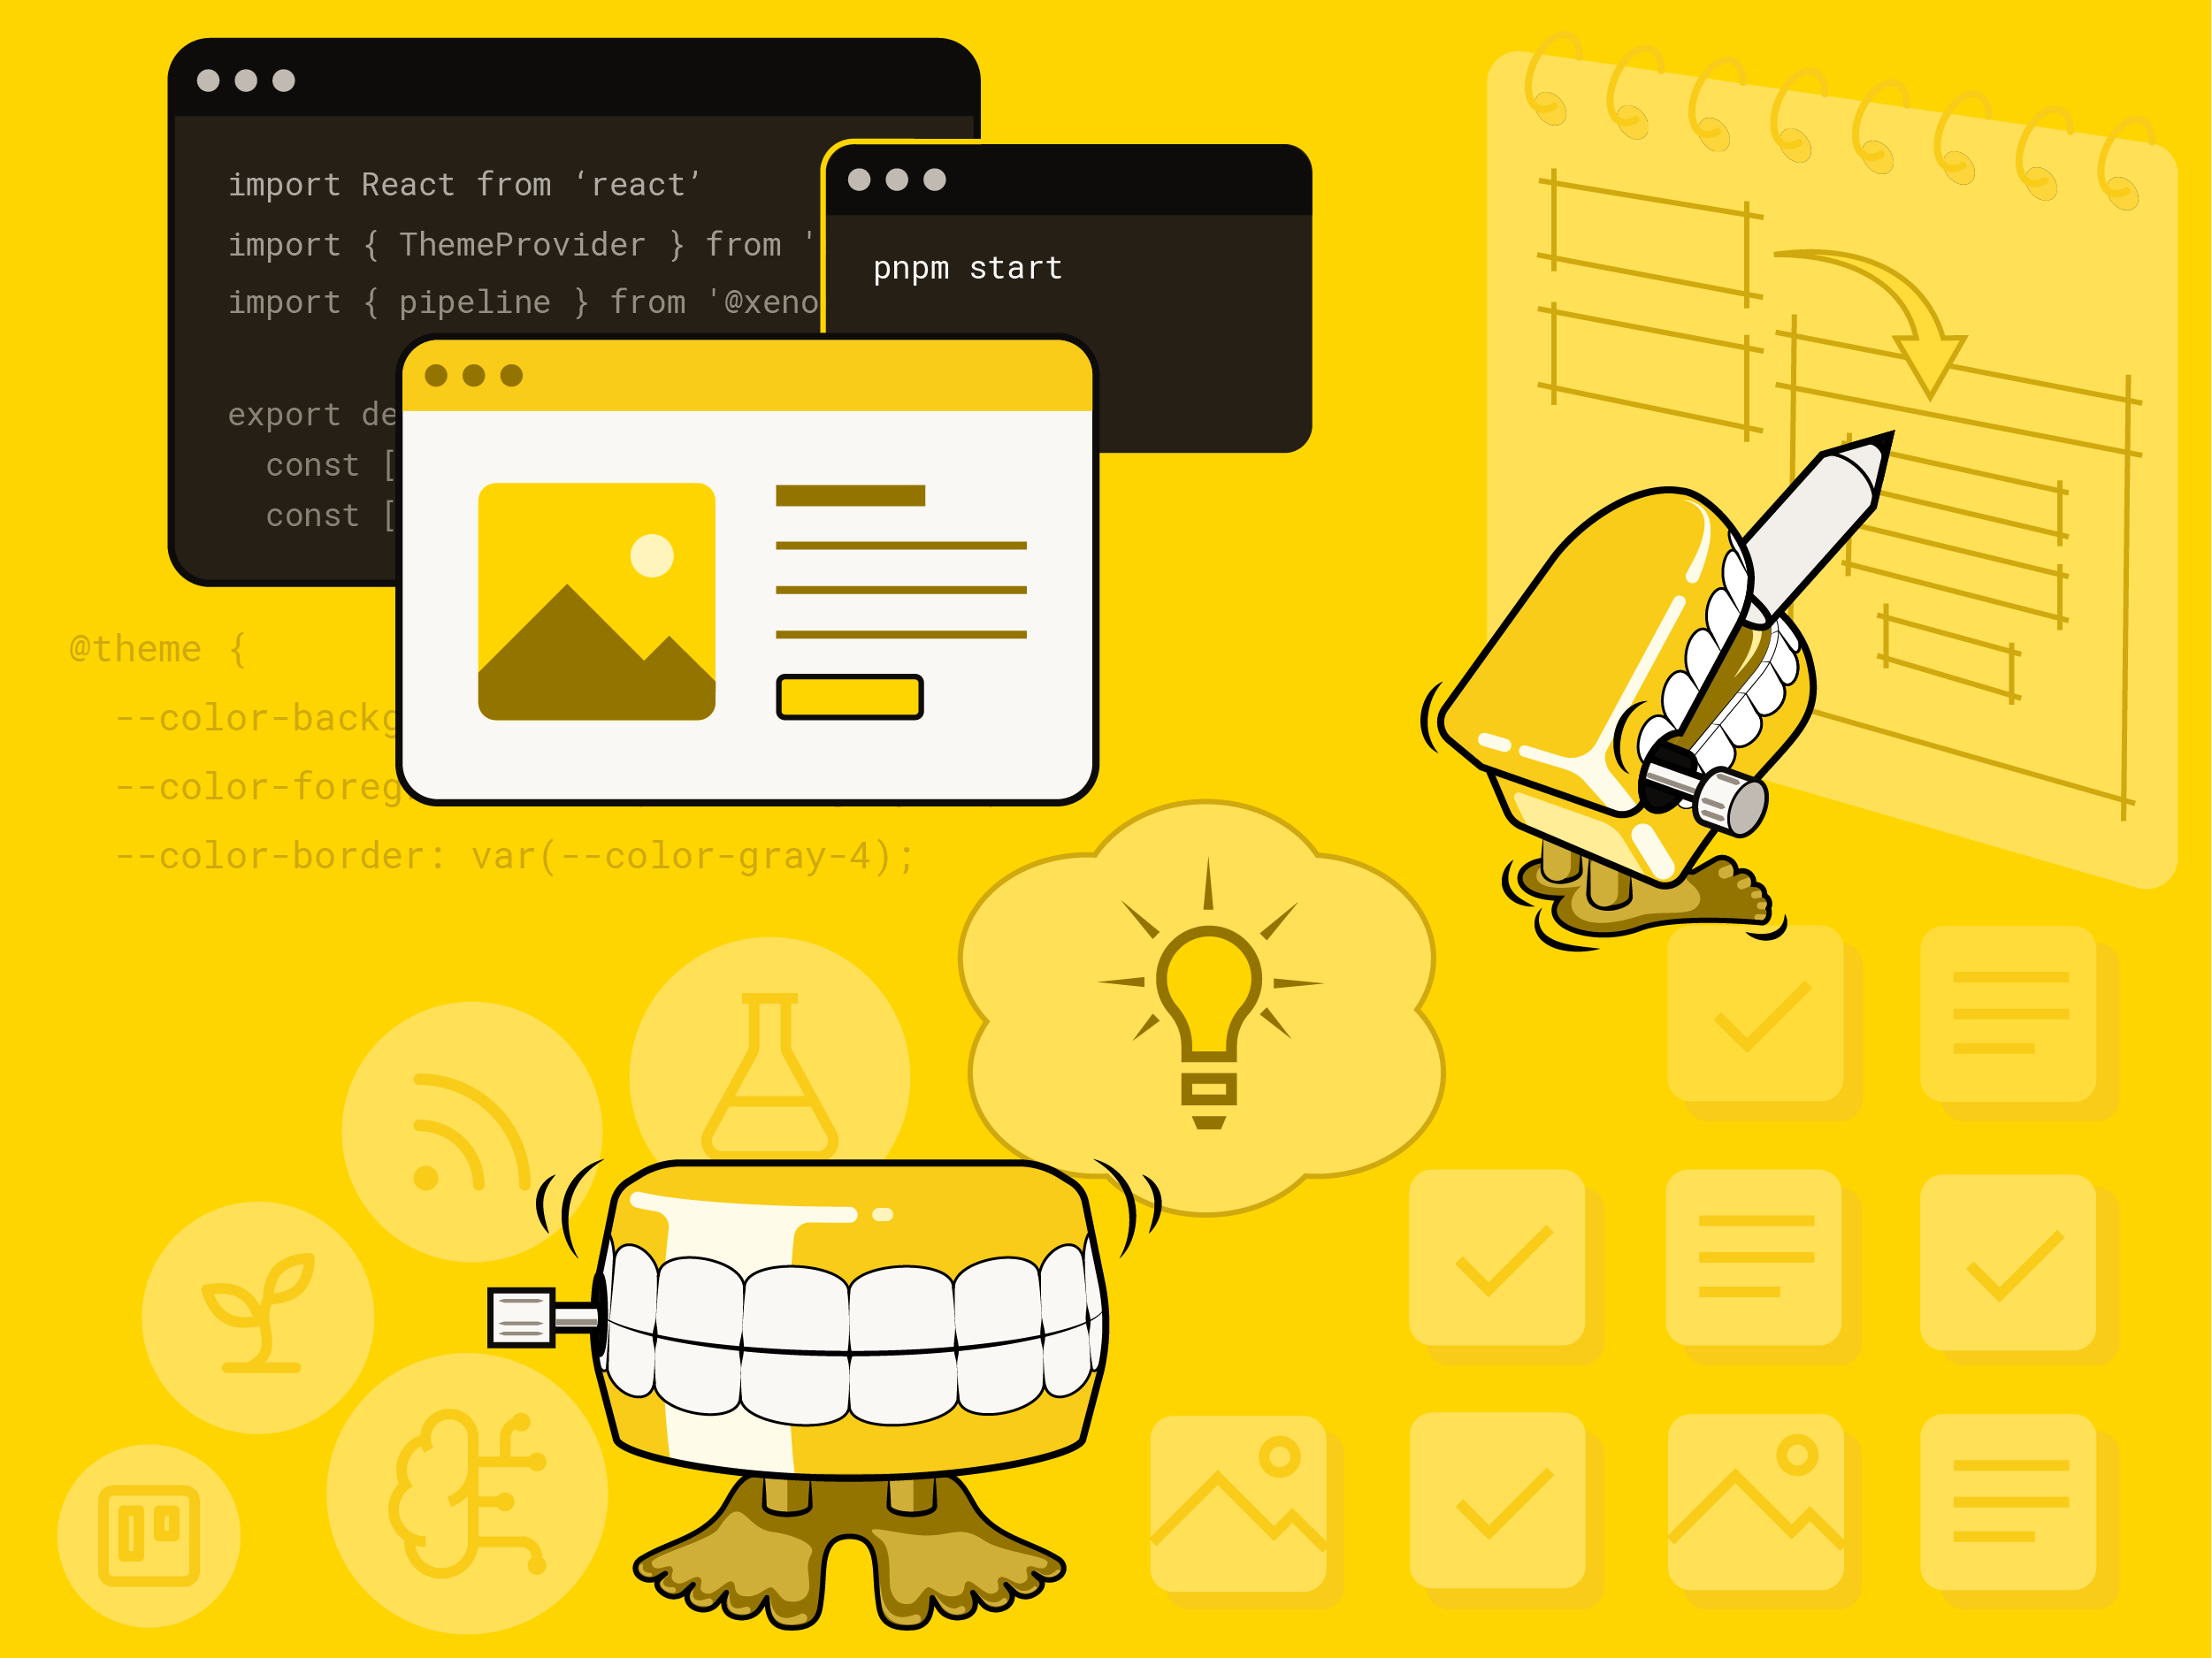 import React from ‘react’
import { ThemeProvider } from '
import { pipeline } from '@xeno
export de
const [
const [
pnpm start
@theme {
--color-backg
--color-foreg
--color-border: var(--color-gray-4);